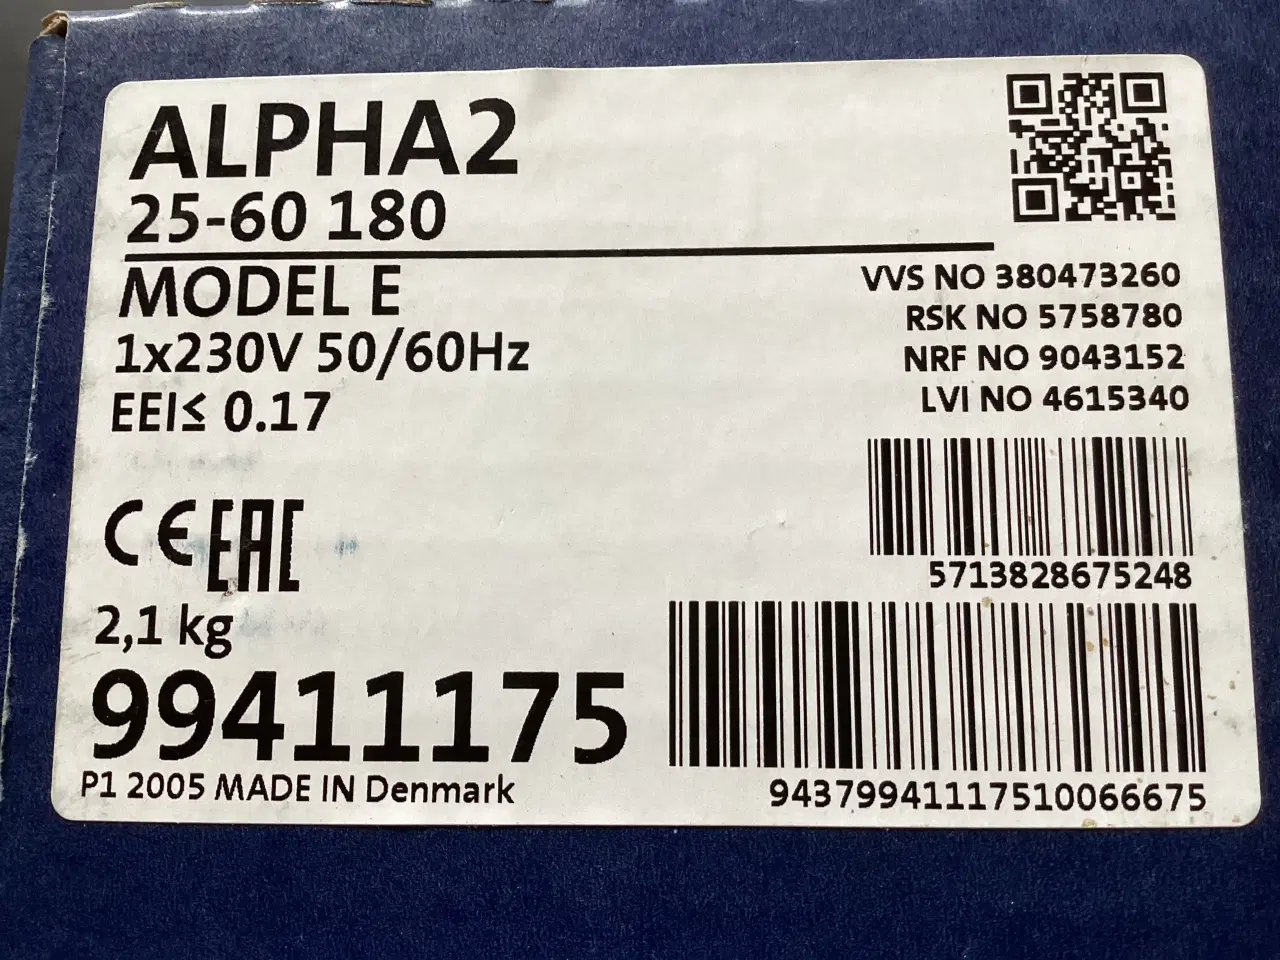 ALPHA2
25-60 180
MODEL E
1x230V 50/60Hz
EEI≤ 0.17
VVS NO 380473260
RSK NO 5758780
NRF NO 9043152
LVI NO 4615340
5713828675248
CE EAC
2,1 kg
99411175
P1 2005 MADE IN Denmark
94379941117510066675